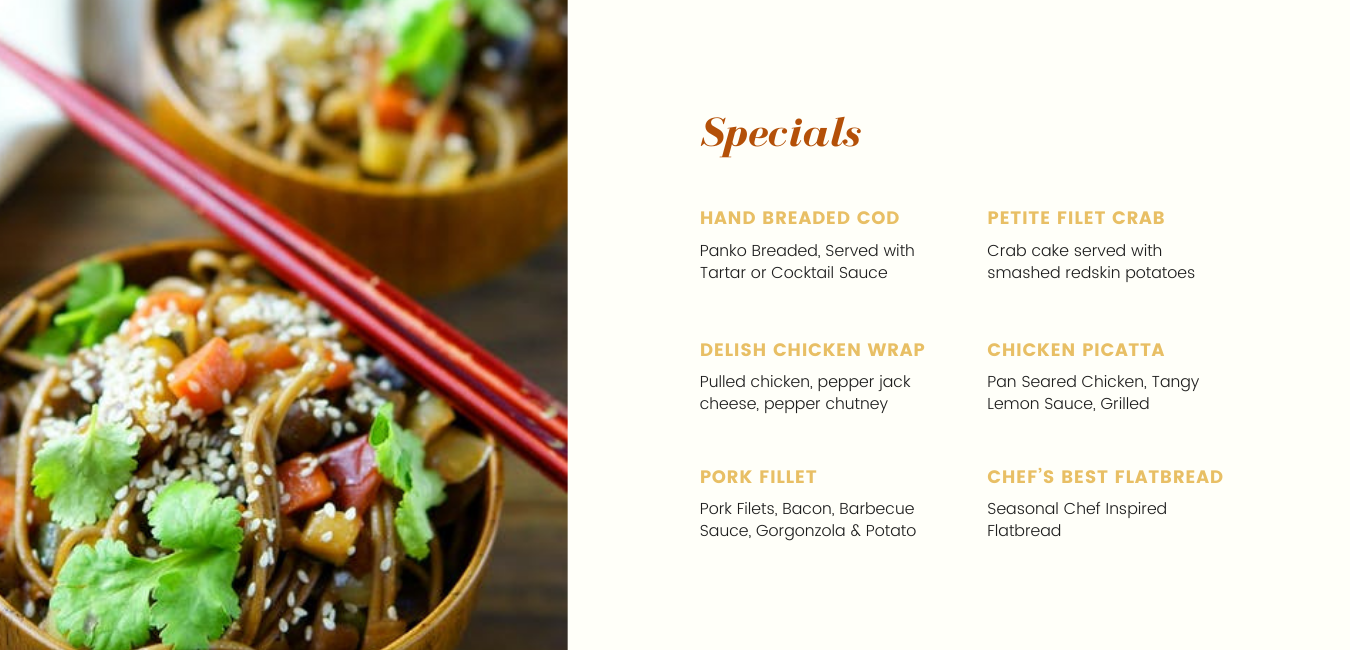 Specials
HAND BREADED COD
Panko Breaded, Served with
Tartar or Cocktail Sauce
PETITE FILET CRAB
Crab cake served with
smashed redskin potatoes
DELISH CHICKEN WRAP
Pulled chicken, pepper jack
cheese, pepper chutney
CHICKEN PICATTA
Pan Seared Chicken, Tangy
Lemon Sauce, Grilled
PORK FILLET
Pork Filets, Bacon, Barbecue
Sauce, Gorgonzola & Potato
CHEF’S BEST FLATBREAD
Seasonal Chef Inspired
Flatbread